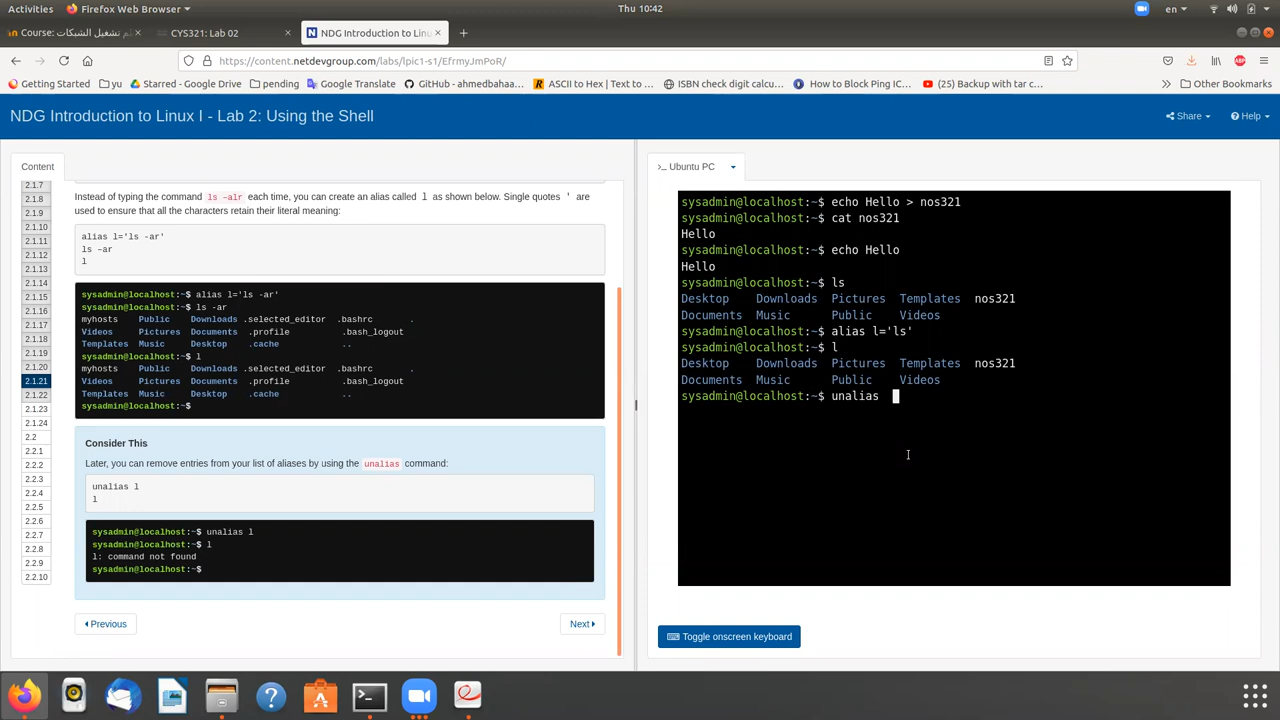 Activities
Firefox Web Browser
Thu 10:42
en
Course: تم تشغيل الشبكات
CYS321: Lab 02
NDG Introduction to Linu
https://content.netdevgroup.com/labs/lpic1-s1/EfrmyJmPoR/
Getting Started
yu
Starred - Google Drive
pending
Google Translate
GitHub - ahmedbahaa...
ASCII to Hex | Text to ...
ISBN check digit calcu...
How to Block Ping IC...
(25) Backup with tar c...
Other Bookmarks
NDG Introduction to Linux I - Lab 2: Using the Shell
Share
Help
Content
2.1.7
2.1.8
2.1.9
2.1.10
2.1.11
2.1.12
2.1.13
2.1.14
2.1.15
2.1.16
2.1.17
2.1.18
2.1.19
2.1.20
2.1.21
2.1.22
2.1.23
2.1.24
2.2
2.2.1
2.2.2
2.2.3
2.2.4
2.2.5
2.2.6
2.2.7
2.2.8
2.2.9
2.2.10
Instead of typing the command ls –alr each time, you can create an alias called l as shown below. Single quotes ' are
used to ensure that all the characters retain their literal meaning:
alias l='ls -ar'
ls –ar
l
sysadmin@localhost:~$ alias l='ls -ar'
sysadmin@localhost:~$ ls -ar
myhosts Public Downloads .selected_editor .bashrc .
Videos Pictures Documents .profile .bash_logout
Templates Music Desktop .cache ..
sysadmin@localhost:~$ l
myhosts Public Downloads .selected_editor .bashrc .
Videos Pictures Documents .profile .bash_logout
Templates Music Desktop .cache ..
sysadmin@localhost:~$
Consider This
Later, you can remove entries from your list of aliases by using the unalias command:
unalias l
l
sysadmin@localhost:~$ unalias l
sysadmin@localhost:~$ l
l: command not found
sysadmin@localhost:~$
Previous
Next
>_ Ubuntu PC
sysadmin@localhost:~$ echo Hello > nos321
sysadmin@localhost:~$ cat nos321
Hello
sysadmin@localhost:~$ echo Hello
Hello
sysadmin@localhost:~$ ls
Desktop Downloads Pictures Templates nos321
Documents Music Public Videos
sysadmin@localhost:~$ alias l='ls'
sysadmin@localhost:~$ l
Desktop Downloads Pictures Templates nos321
Documents Music Public Videos
sysadmin@localhost:~$ unalias
Toggle onscreen keyboard